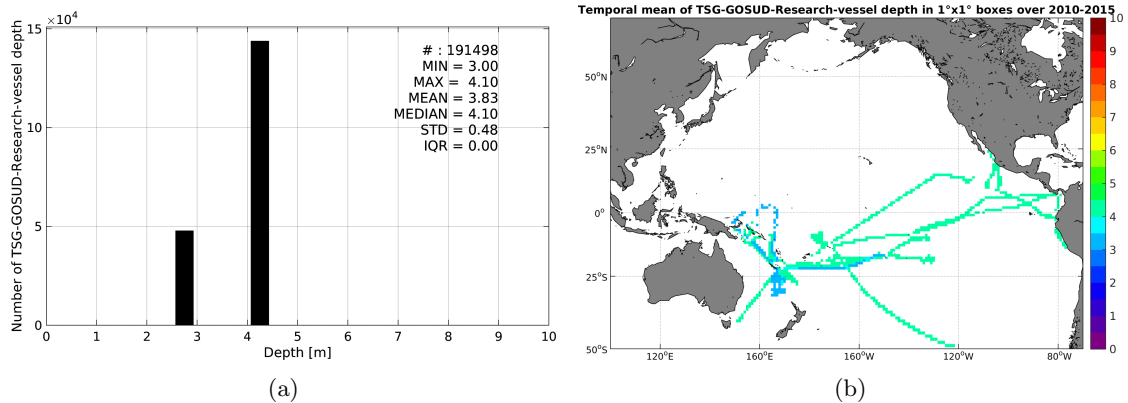 ×10⁴
15
10
5
0
Number of TSG-GOSUD-Research-vessel depth
# : 191498
MIN = 3.00
MAX = 4.10
MEAN = 3.83
MEDIAN = 4.10
STD = 0.48
IQR = 0.00
0 1 2 3 4 5 6 7 8 9 10
Depth [m]
(a)
Temporal mean of TSG-GOSUD-Research-vessel depth in 1°x1° boxes over 2010-2015
50°N
25°N
0°
25°S
50°S
120°E 160°E 160°W 120°W 80°W
10
9
8
7
6
5
4
3
2
1
0
(b)